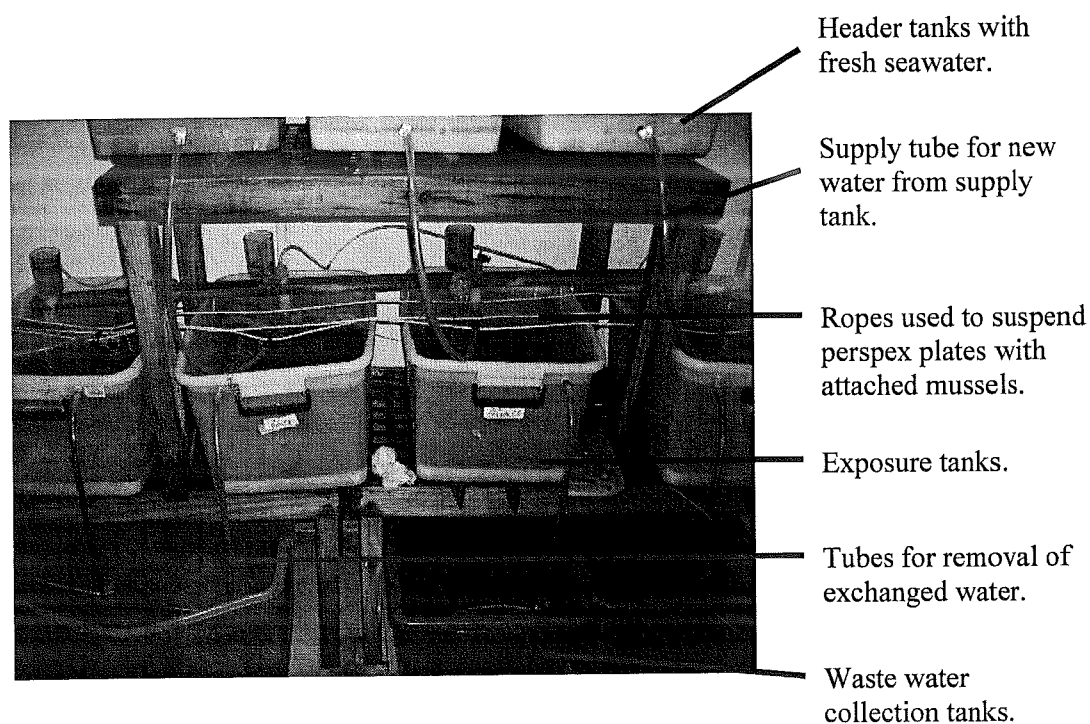 Header tanks with
fresh seawater.
Supply tube for new
water from supply
tank.
Ropes used to suspend
perspex plates with
attached mussels.
Exposure tanks.
Tubes for removal of
exchanged water.
Waste water
collection tanks.